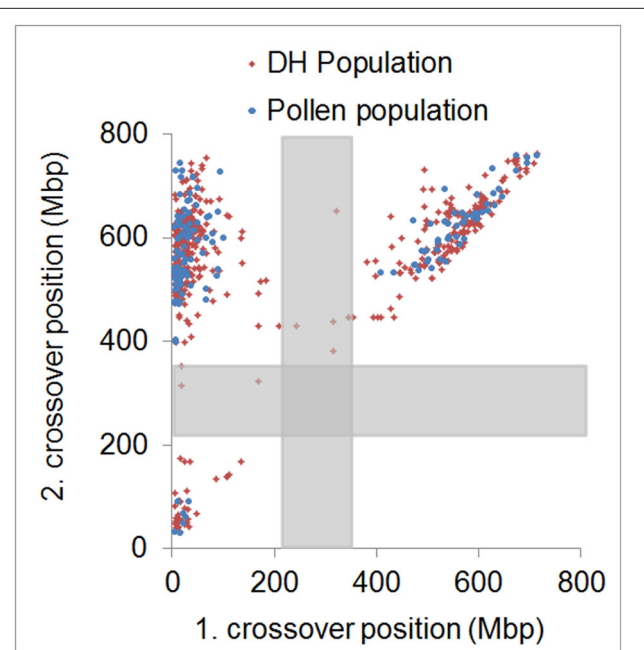 DH Population
Pollen population
800
600
400
200
0
2. crossover position (Mbp)
0 200 400 600 800
1. crossover position (Mbp)